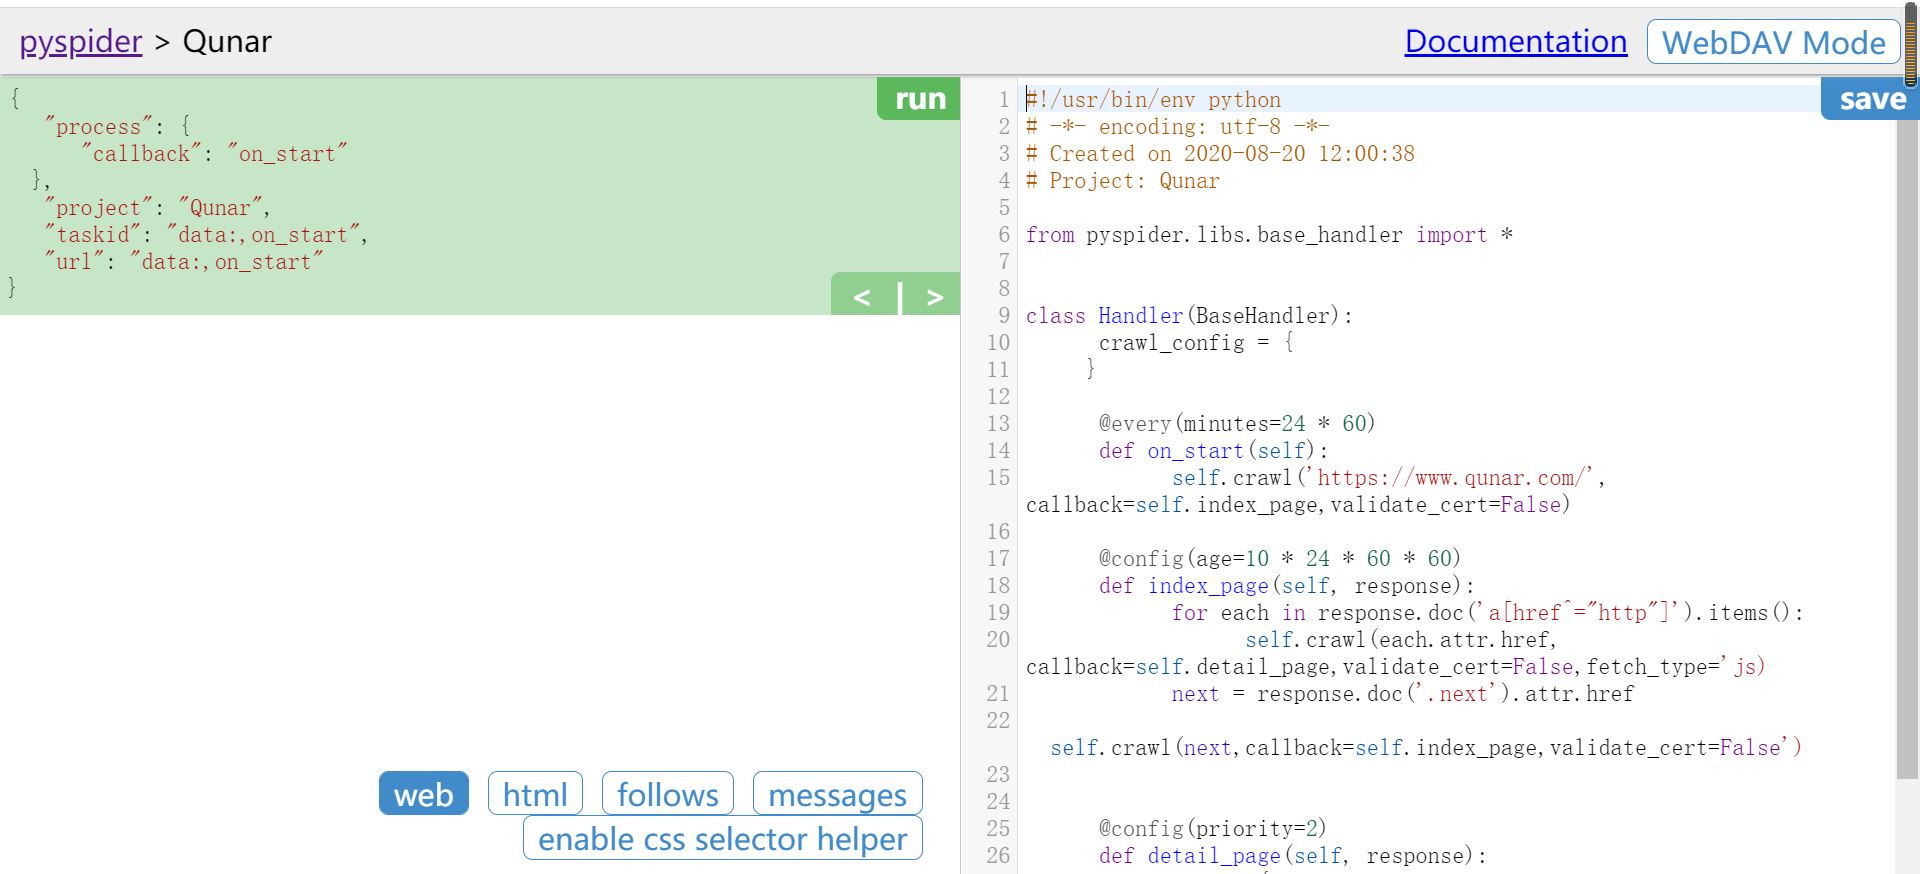 pyspider > Qunar
Documentation
WebDAV Mode
{
"process": {
"callback": "on_start"
},
"project": "Qunar",
"taskid": "data:,on_start",
"url": "data:,on_start"
}
run
< | >
web
html
follows
messages
enable css selector helper
save
1 #!/usr/bin/env python
2 # -*- encoding: utf-8 -*-
3 # Created on 2020-08-20 12:00:38
4 # Project: Qunar
5
6 from pyspider.libs.base_handler import *
7
8
9 class Handler(BaseHandler):
10 crawl_config = {
11 }
12
13 @every(minutes=24 * 60)
14 def on_start(self):
15 self.crawl('https://www.qunar.com/',
callback=self.index_page,validate_cert=False)
16
17 @config(age=10 * 24 * 60 * 60)
18 def index_page(self, response):
19 for each in response.doc('a[href^="http"]').items():
20 self.crawl(each.attr.href,
callback=self.detail_page,validate_cert=False,fetch_type='js)
21 next = response.doc('.next').attr.href
22
self.crawl(next,callback=self.index_page,validate_cert=False')
23
24
25 @config(priority=2)
26 def detail_page(self, response):